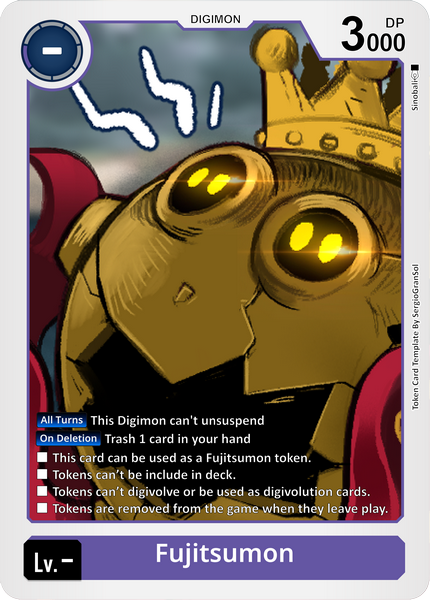 DIGIMON
-
3000
DP
Sinobali
Token Card Template By SergioGranSol
All Turns This Digimon can't unsuspend
On Deletion Trash 1 card in your hand
This card can be used as a Fujitsumon token.
Tokens can't be include in deck.
Tokens can't digivolve or be used as digivolution cards.
Tokens are removed from the game when they leave play.
Lv.-
Fujitsumon